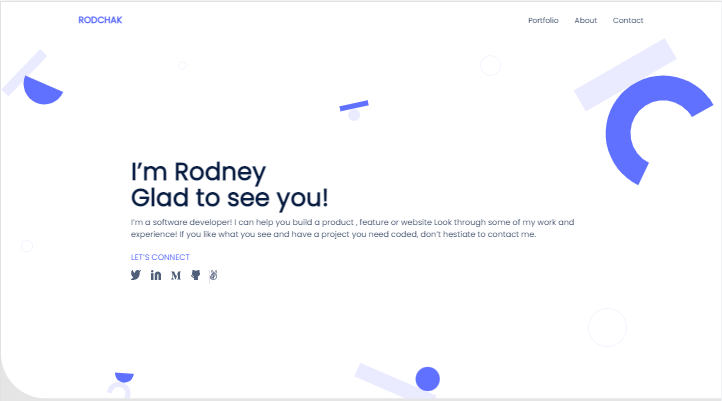 RODCHAK
Portfolio About Contact
I'm Rodney
Glad to see you!
I'm a software developer! I can help you build a product , feature or website Look through some of my work and
experience! If you like what you see and have a project you need coded, don't hestiate to contact me.
LET'S CONNECT